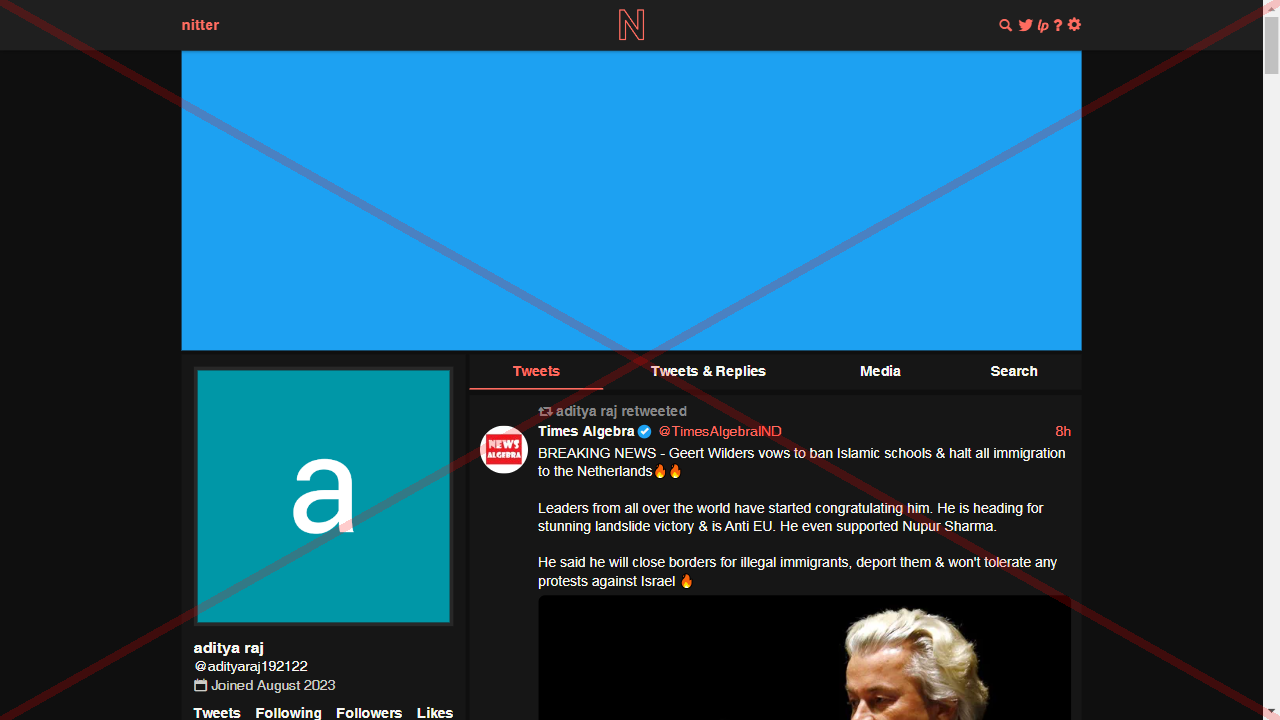 nitter
N
lp ?
Tweets
Tweets & Replies
Media
Search
aditya raj retweeted
NEWS
ALGEBRA
Times Algebra @TimesAlgebraIND 8h
BREAKING NEWS - Geert Wilders vows to ban Islamic schools & halt all immigration
to the Netherlands🔥🔥
Leaders from all over the world have started congratulating him. He is heading for
stunning landslide victory & is Anti EU. He even supported Nupur Sharma.
He said he will close borders for illegal immigrants, deport them & won't tolerate any
protests against Israel 🔥
a
aditya raj
@adityaraj192122
Joined August 2023
Tweets Following Followers Likes